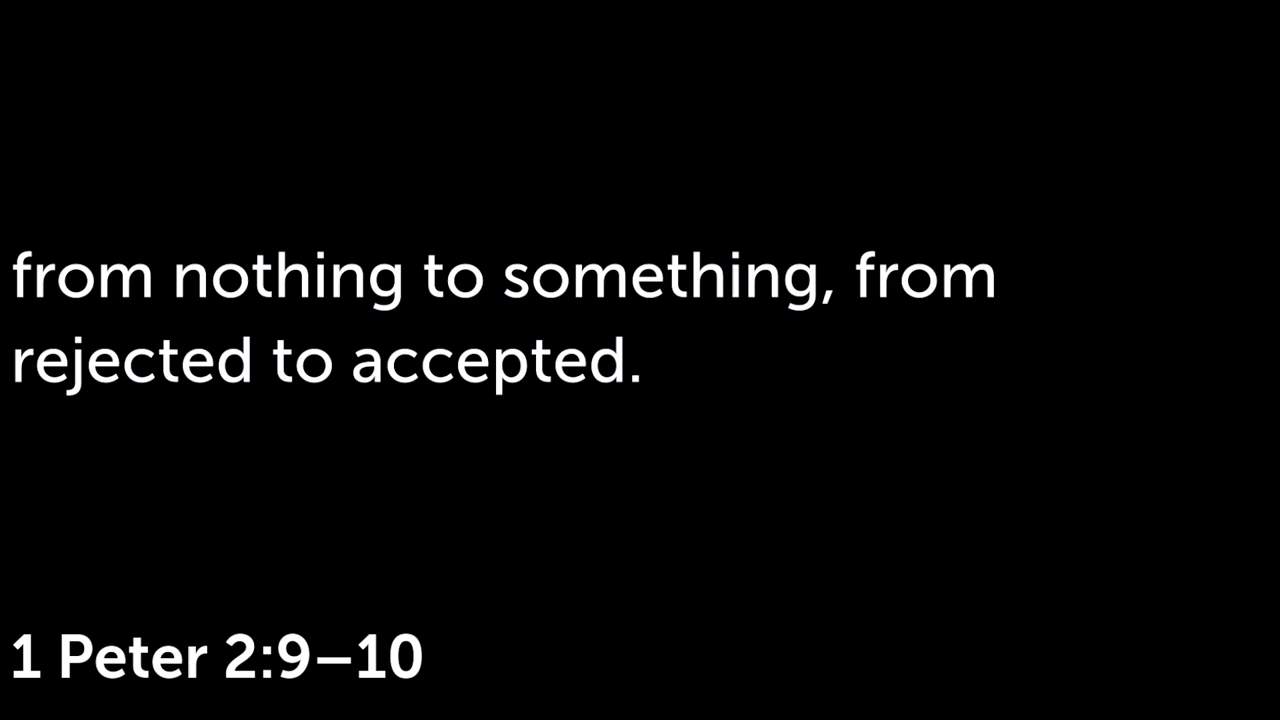 from nothing to something, from
rejected to accepted.
1 Peter 2:9–10